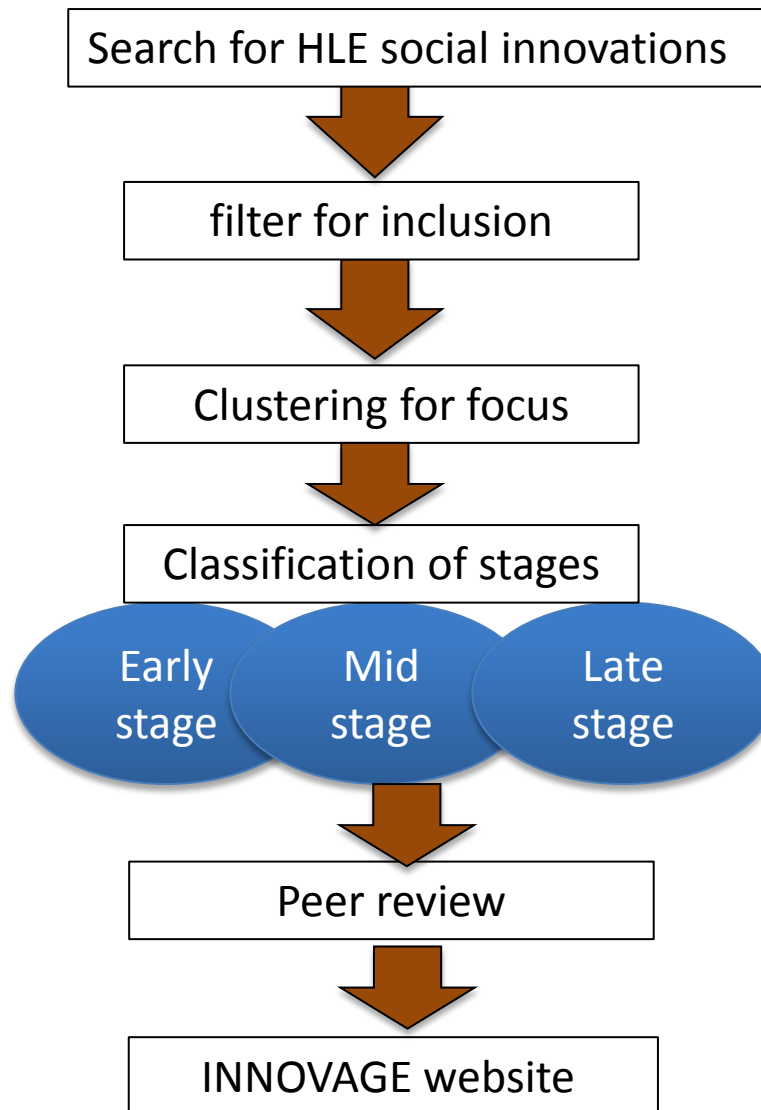 Search for HLE social innovations
filter for inclusion
Clustering for focus
Classification of stages
Early
stage
Mid
stage
Late
stage
Peer review
INNOVAGE website